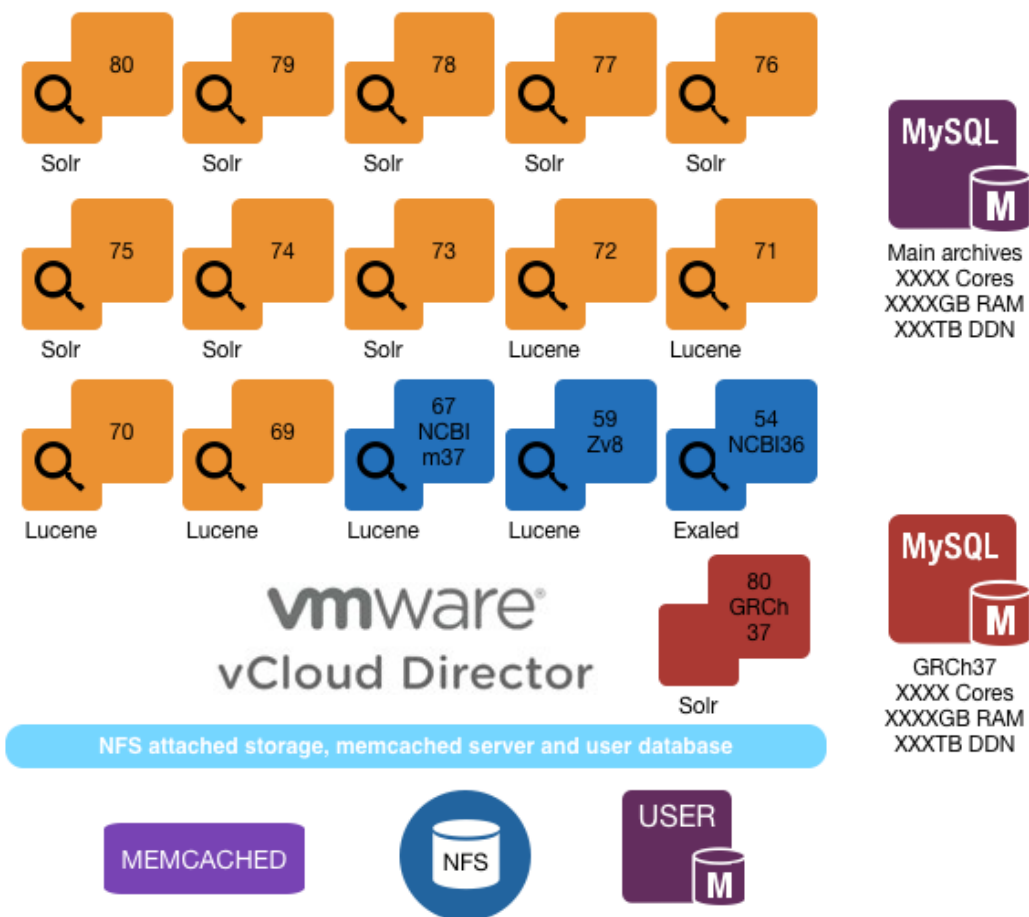 80
79
78
77
76
Solr
Solr
Solr
Solr
Solr
MySQL
M
Main archives
XXXX Cores
XXXXGB RAM
XXXTB DDN
75
74
73
72
71
Solr
Solr
Solr
Lucene
Lucene
70
69
67
NCBI
m37
59
Zv8
54
NCBI36
Lucene
Lucene
Lucene
Lucene
Exaled
vmware®
vCloud Director
80
GRCh
37
Solr
MySQL
M
GRCh37
XXXX Cores
XXXXGB RAM
XXXTB DDN
NFS attached storage, memcached server and user database
MEMCACHED
NFS
USER
M